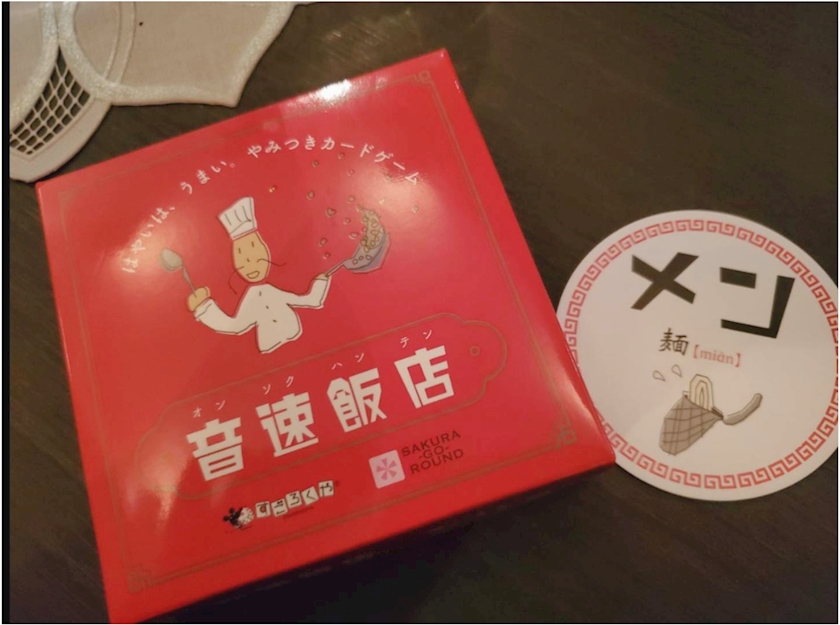 はやいは、うまい。やみつきカードゲーム
オン ソク ハン テン
音速飯店
すごろくや
SAKURA
-GO-
ROUND
メン
麺【miàn】